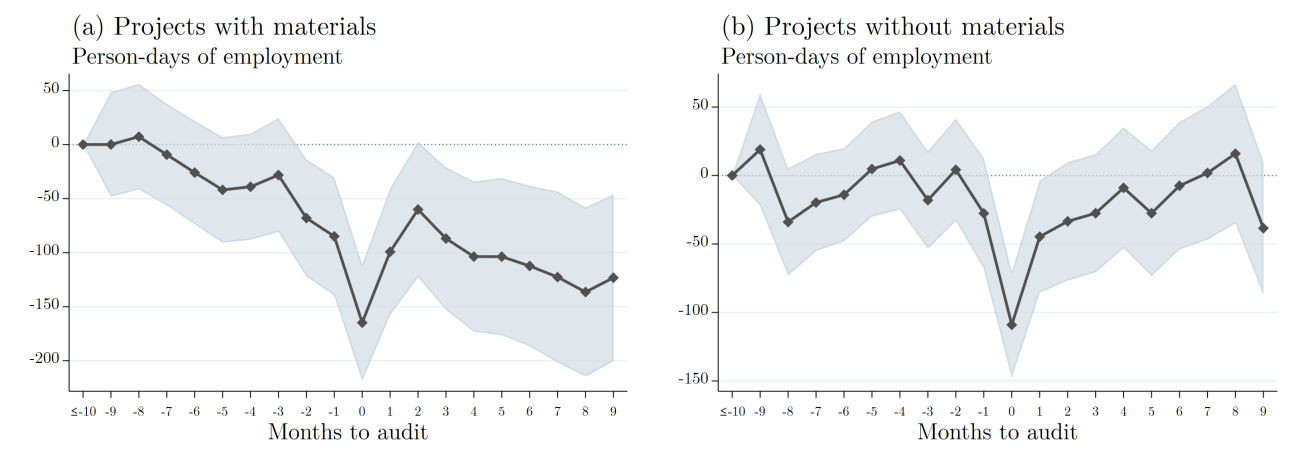 (a) Projects with materials
Person-days of employment
50
0
-50
-100
-150
-200
≤-10 -9 -8 -7 -6 -5 -4 -3 -2 -1 0 1 2 3 4 5 6 7 8 9
Months to audit
(b) Projects without materials
Person-days of employment
50
0
-50
-100
-150
≤-10 -9 -8 -7 -6 -5 -4 -3 -2 -1 0 1 2 3 4 5 6 7 8 9
Months to audit